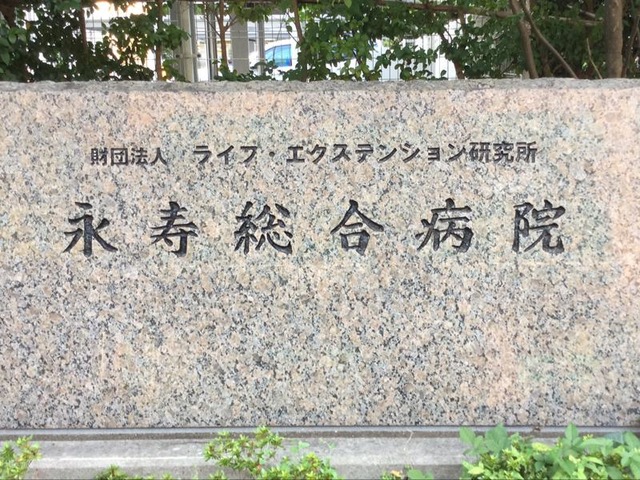 財団法人　ライフ・エクステンション研究所
永寿総合病院